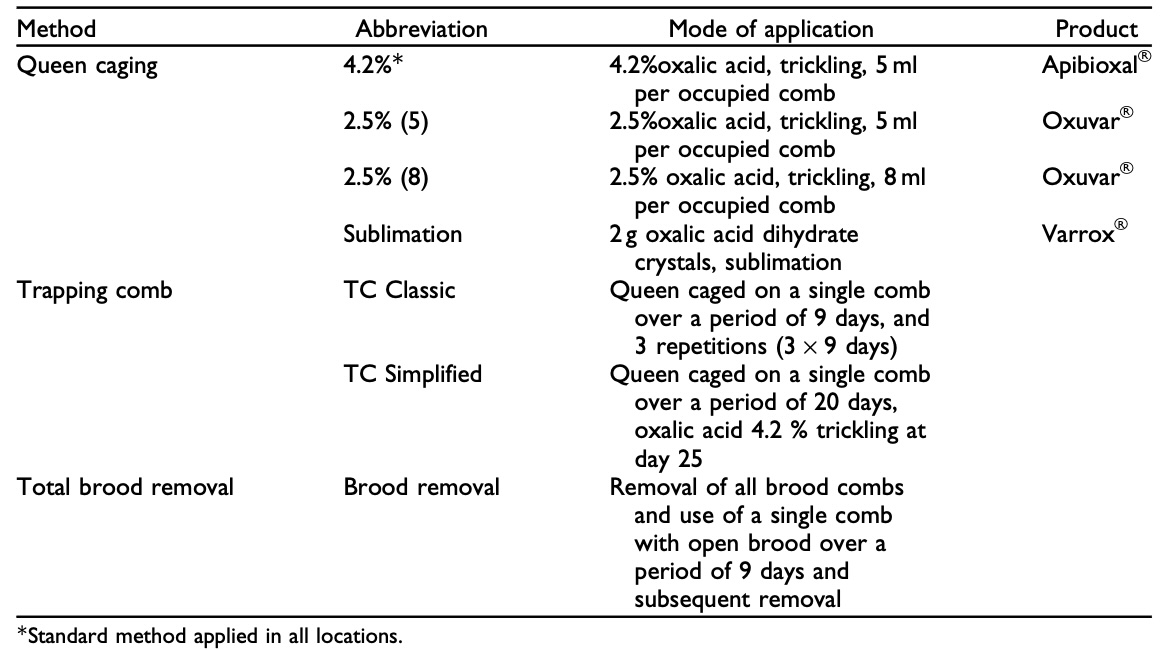 Method Abbreviation Mode of application Product
Queen caging 4.2%* 4.2%oxalic acid, trickling, 5 ml Apibioxal®
per occupied comb
2.5% (5) 2.5%oxalic acid, trickling, 5 ml Oxuvar®
per occupied comb
2.5% (8) 2.5% oxalic acid, trickling, 8 ml Oxuvar®
per occupied comb
Sublimation 2 g oxalic acid dihydrate Varrox®
crystals, sublimation
Trapping comb TC Classic Queen caged on a single comb
over a period of 9 days, and
3 repetitions (3 × 9 days)
TC Simplified Queen caged on a single comb
over a period of 20 days,
oxalic acid 4.2 % trickling at
day 25
Total brood removal Brood removal Removal of all brood combs
and use of a single comb
with open brood over a
period of 9 days and
subsequent removal
*Standard method applied in all locations.